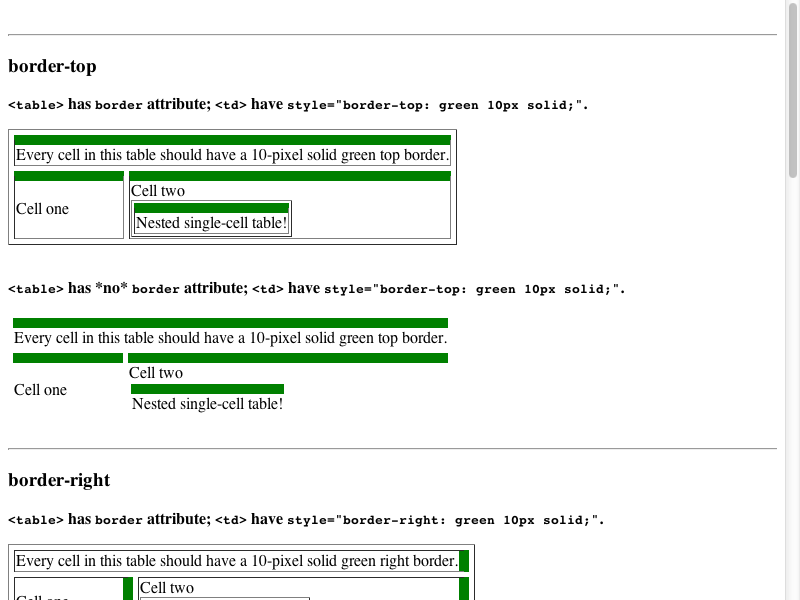 border-top
<table> has border attribute; <td> have style="border-top: green 10px solid;".
Every cell in this table should have a 10-pixel solid green top border.
Cell one
Cell two
Nested single-cell table!
<table> has *no* border attribute; <td> have style="border-top: green 10px solid;".
Every cell in this table should have a 10-pixel solid green top border.
Cell one
Cell two
Nested single-cell table!
border-right
<table> has border attribute; <td> have style="border-right: green 10px solid;".
Every cell in this table should have a 10-pixel solid green right border.
Cell one
Cell two